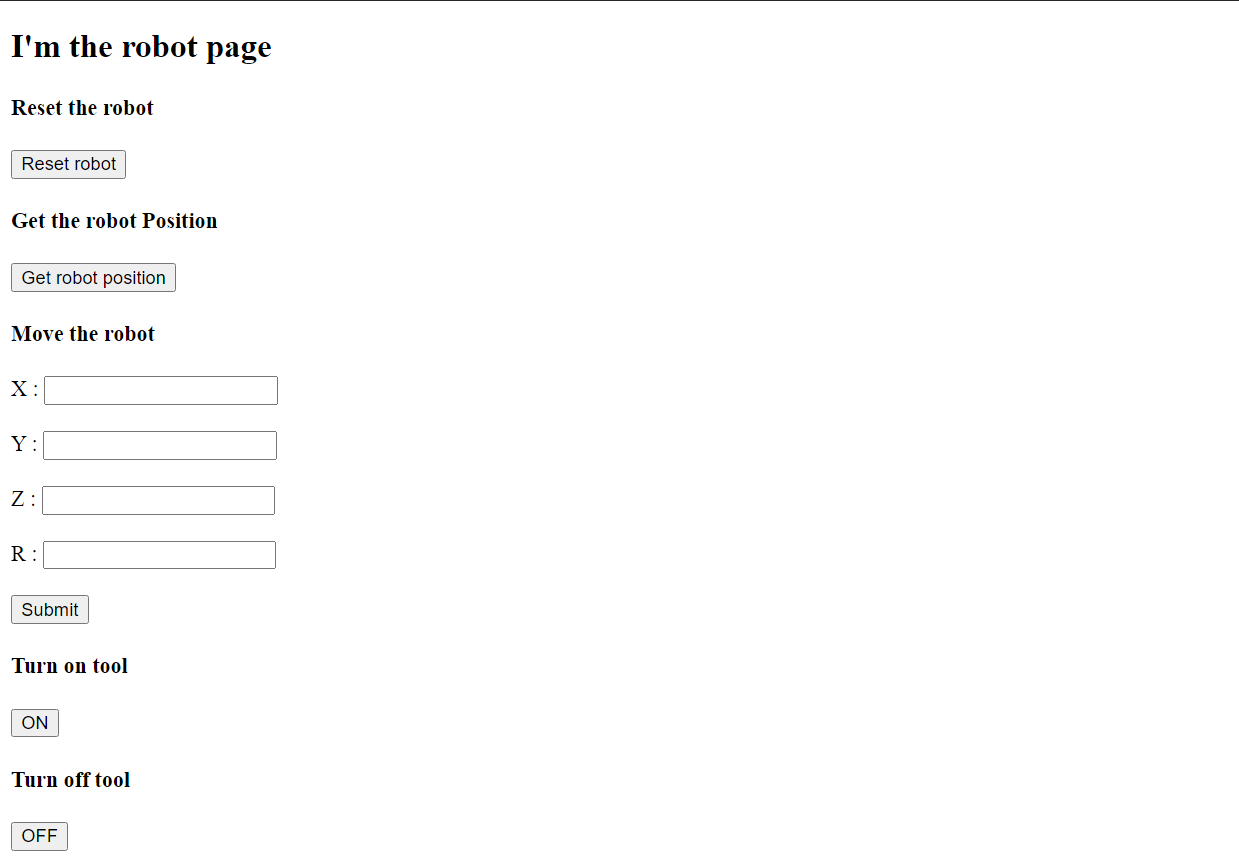 I'm the robot page
Reset the robot
Reset robot
Get the robot Position
Get robot position
Move the robot
X :
Y :
Z :
R :
Submit
Turn on tool
ON
Turn off tool
OFF